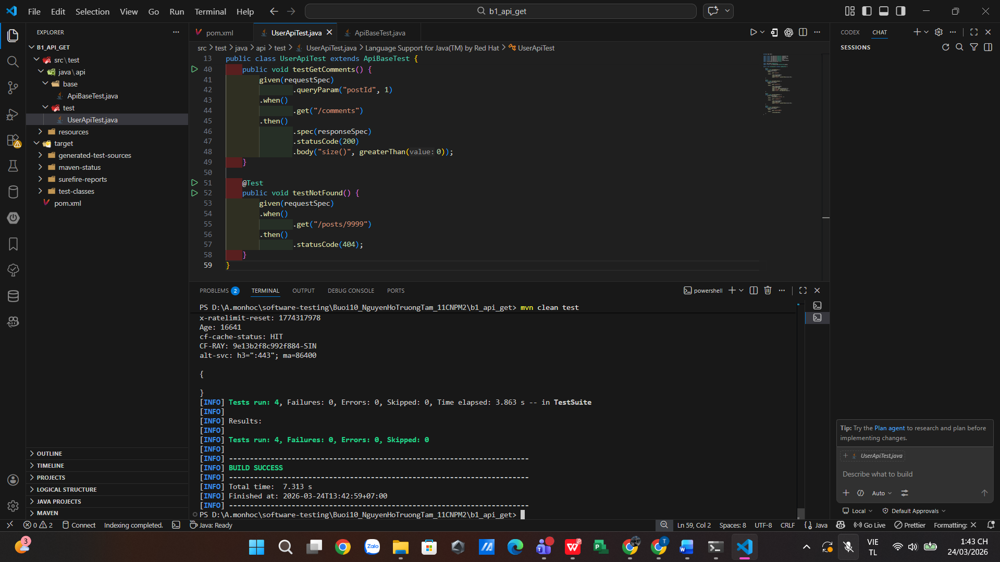 File Edit Selection View Go Run Terminal Help
b1_api_get
EXPLORER
B1_API_GET
src\test
java\api
base
ApiBaseTest.java
test
UserApiTest.java
resources
target
generated-test-sources
maven-status
surefire-reports
test-classes
pom.xml
OUTLINE
TIMELINE
PROJECTS
LOGICAL STRUCTURE
JAVA PROJECTS
MAVEN
pom.xml
UserApiTest.java
ApiBaseTest.java
src > test > java > api > test > UserApiTest.java > Language Support for Java(TM) by Red Hat > UserApiTest
13 public class UserApiTest extends ApiBaseTest {
40 public void testGetComments() {
41 given(requestSpec)
42 .queryParam("postId", 1)
43 .when()
44 .get("/comments")
45 .then()
46 .spec(responseSpec)
47 .statusCode(200)
48 .body("size()", greaterThan(value: 0));
49 }
50
51 @Test
52 public void testNotFound() {
53 given(requestSpec)
54 .when()
55 .get("/posts/9999")
56 .then()
57 .statusCode(404);
58 }
59 }
PROBLEMS 2 TERMINAL OUTPUT DEBUG CONSOLE PORTS
powershell
PS D:\A.monhoc\software-testing\Buoi10_NguyenHoTruongTam_11CNPM2\b1_api_get> mvn clean test
x-ratelimit-reset: 1774317978
Age: 16641
cf-cache-status: HIT
CF-RAY: 9e13b2f8c992f884-SIN
alt-svc: h3=":443"; ma=86400
{
}
[INFO] Tests run: 4, Failures: 0, Errors: 0, Skipped: 0, Time elapsed: 3.863 s -- in TestSuite
[INFO]
[INFO] Results:
[INFO]
[INFO] Tests run: 4, Failures: 0, Errors: 0, Skipped: 0
[INFO]
[INFO] ------------------------------------------------------------------------
[INFO] BUILD SUCCESS
[INFO] ------------------------------------------------------------------------
[INFO] Total time:  7.313 s
[INFO] Finished at: 2026-03-24T13:42:59+07:00
[INFO] ------------------------------------------------------------------------
PS D:\A.monhoc\software-testing\Buoi10_NguyenHoTruongTam_11CNPM2\b1_api_get>
CODEX CHAT
SESSIONS
Tip: Try the Plan agent to research and plan before
implementing changes.
UserApiTest.java
Describe what to build
Auto
Local Default Approvals
0 2 Connect Indexing completed. Java: Ready
Ln 59, Col 2 Spaces: 8 UTF-8 CRLF { } Java Go Live Prettier Formatting: ×
3
Zalo
VIE
TL
1:43 CH
24/03/2026